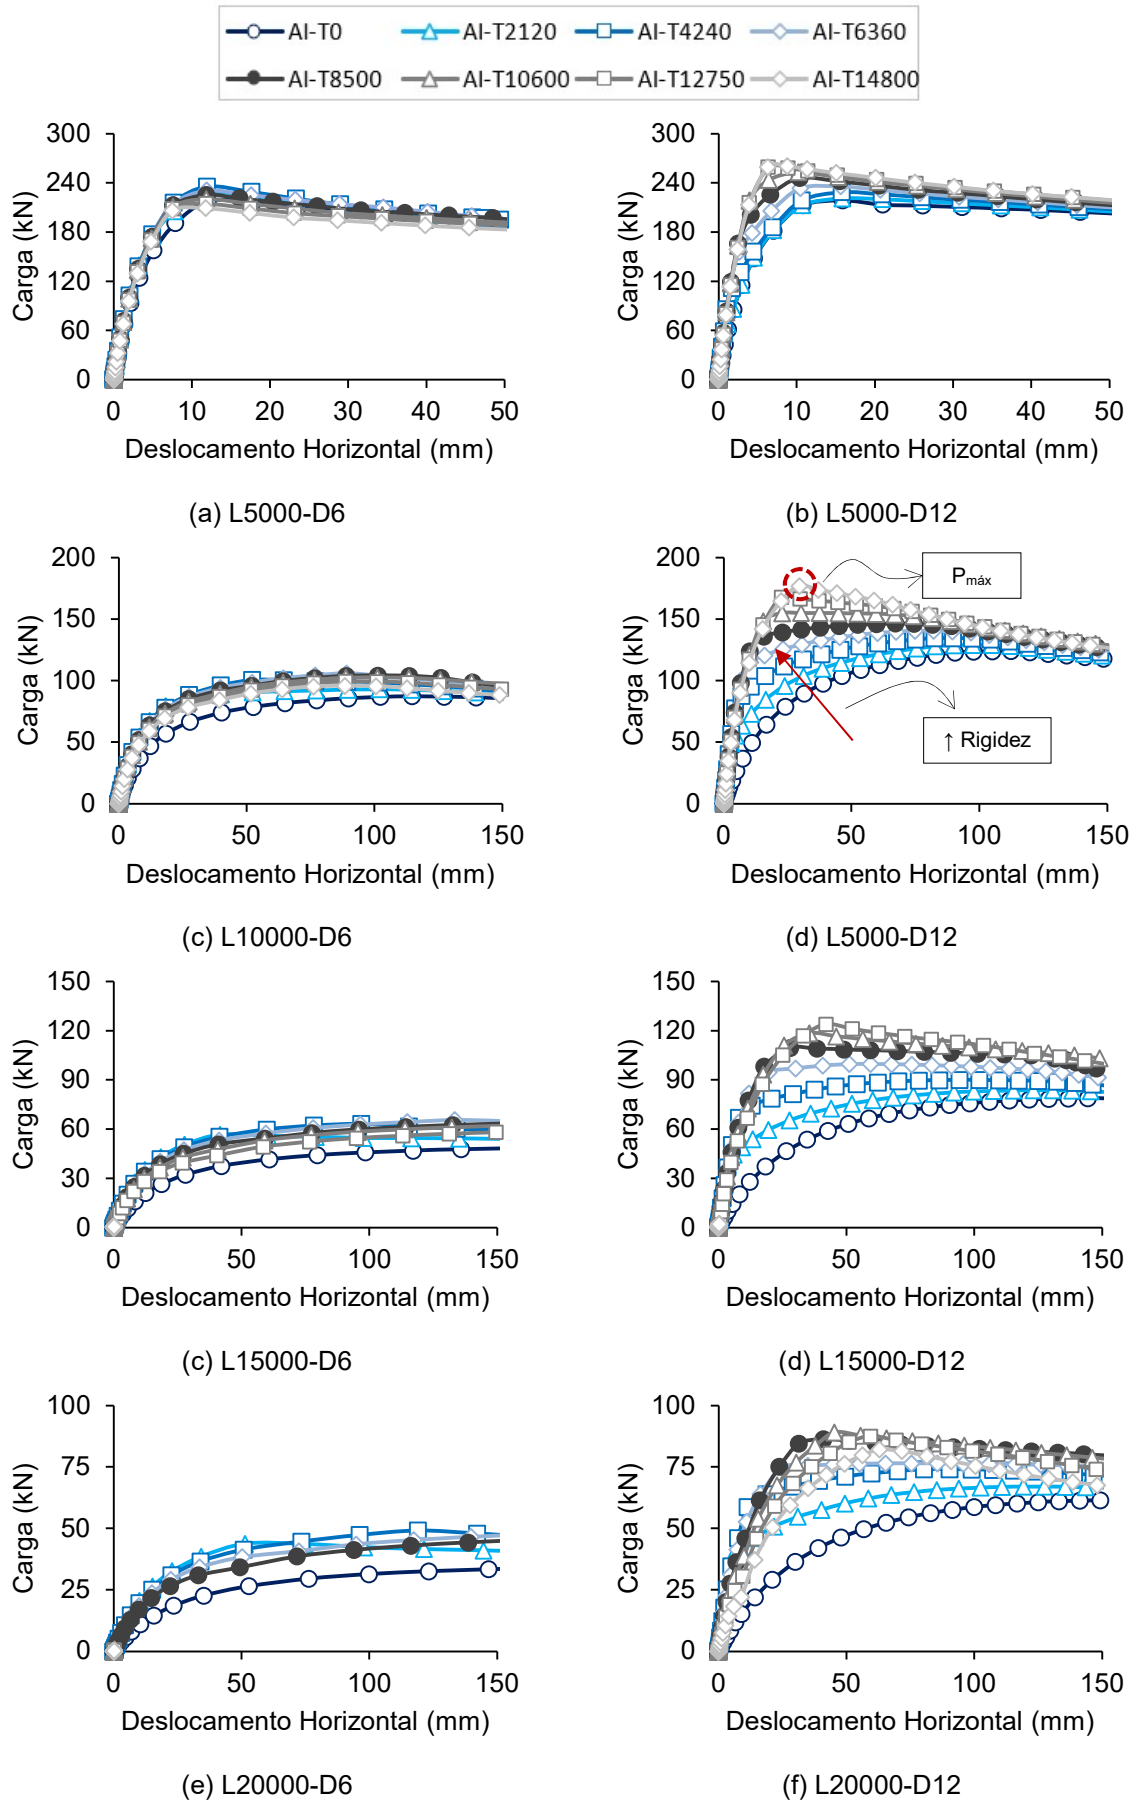 AI-T0 AI-T2120 AI-T4240 AI-T6360
AI-T8500 AI-T10600 AI-T12750 AI-T14800
300
240
180
120
60
0
Carga (kN)
0 10 20 30 40 50
Deslocamento Horizontal (mm)
(a) L5000-D6
300
240
180
120
60
0
Carga (kN)
0 10 20 30 40 50
Deslocamento Horizontal (mm)
(b) L5000-D12
200
150
100
50
0
Carga (kN)
0 50 100 150
Deslocamento Horizontal (mm)
(c) L10000-D6
200
150
100
50
0
Carga (kN)
Pmáx
↑ Rigidez
0 50 100 150
Deslocamento Horizontal (mm)
(d) L5000-D12
150
120
90
60
30
0
Carga (kN)
0 50 100 150
Deslocamento Horizontal (mm)
(c) L15000-D6
150
120
90
60
30
0
Carga (kN)
0 50 100 150
Deslocamento Horizontal (mm)
(d) L15000-D12
100
75
50
25
0
Carga (kN)
0 50 100 150
Deslocamento Horizontal (mm)
(e) L20000-D6
100
75
50
25
0
Carga (kN)
0 50 100 150
Deslocamento Horizontal (mm)
(f) L20000-D12